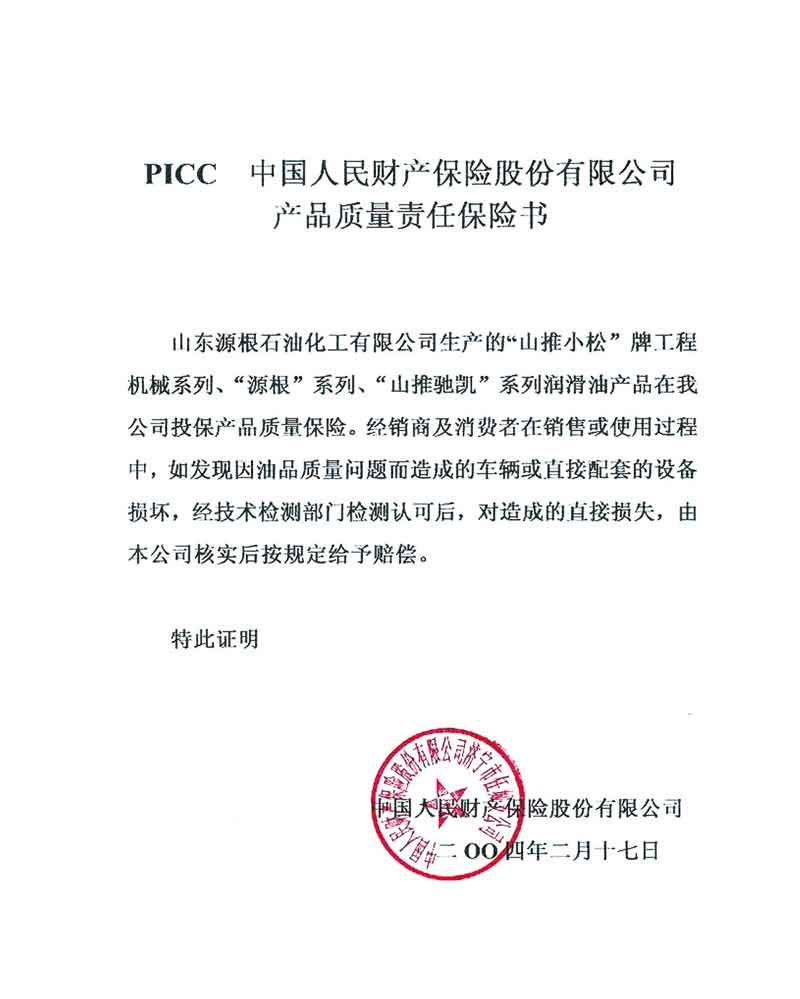 PICC 中国人民财产保险股份有限公司
产品质量责任保险书
山东源根石油化工有限公司生产的“山推小松”牌工程
机械系列、“源根”系列、“山推驰凯”系列润滑油产品在我
公司投保产品质量保险。经销商及消费者在销售或使用过程
中，如发现因油品质量问题而造成的车辆或直接配套的设备
损坏，经技术检测部门检测认可后，对造成的直接损失，由
本公司核实后按规定给予赔偿。
特此证明
中国人民财产保险股份有限公司济宁市任城支公司
中国人民财产保险股份有限公司
二〇〇四年二月十七日